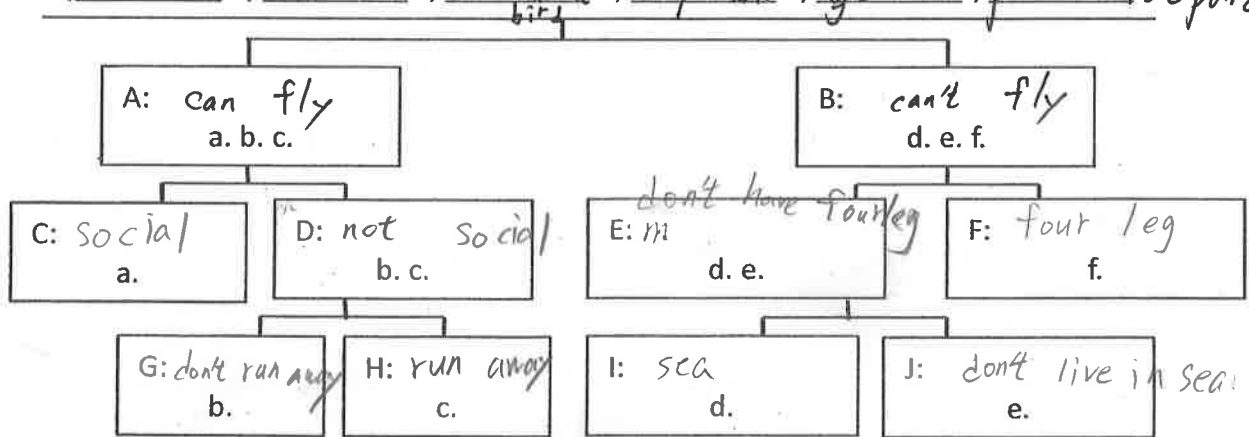 bird
A: can fly
a. b. c.
B: can't fly
d. e. f.
C: social
a.
D: not social
b. c.
don't have four leg
E: m
d. e.
F: four leg
f.
G: don't run away
b.
H: run away
c.
I: sea
d.
J: don't live in sea.
e.